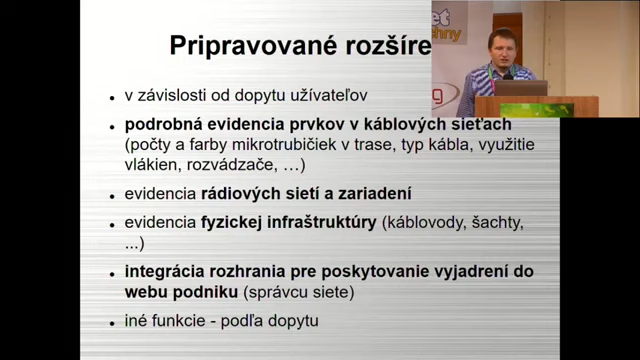 Pripravované rozšíre
et
chny
g
v závislosti od dopytu užívateľov
podrobná evidencia prvkov v káblových sieťach
(počty a farby mikrotrubičiek v trase, typ kábla, využitie
vlákien, rozvádzače, …)
evidencia rádiových sietí a zariadení
evidencia fyzickej infraštruktúry (káblovody, šachty,
...)
integrácia rozhrania pre poskytovanie vyjadrení do
webu podniku (správcu siete)
iné funkcie - podľa dopytu